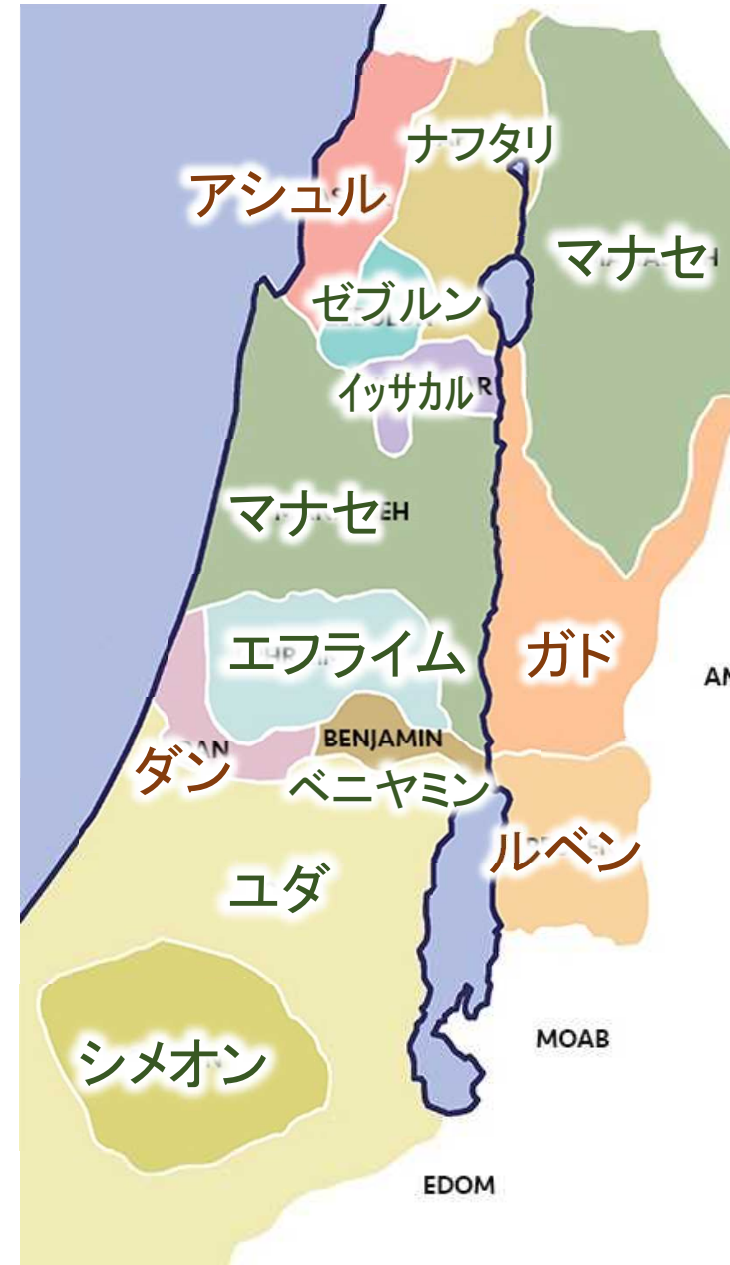 ナフタリ
アシュル
マナセ
ゼブルン
イッサカル
マナセ
EH
エフライム
ガド
BENJAMIN
ダン
ベニヤミン
ルベン
ユダ
シメオン
MOAB
EDOM